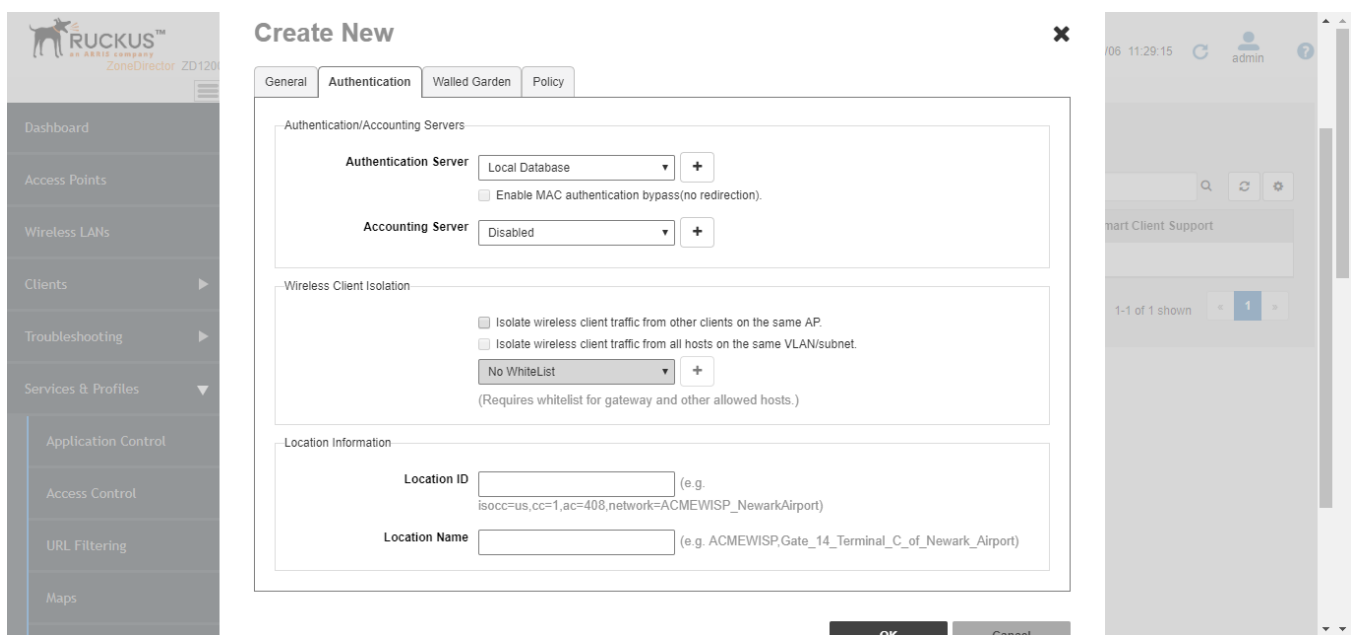 RUCKUS™
an ARRIS company
ZoneDirector ZD120
Dashboard
Access Points
Wireless LANs
Clients
Troubleshooting
Services & Profiles
Application Control
Access Control
URL Filtering
Maps
Create New
General
Authentication
Walled Garden
Policy
Authentication/Accounting Servers
Authentication Server
Local Database
+
Enable MAC authentication bypass(no redirection).
Accounting Server
Disabled
+
Wireless Client Isolation
Isolate wireless client traffic from other clients on the same AP.
Isolate wireless client traffic from all hosts on the same VLAN/subnet.
No WhiteList
+
(Requires whitelist for gateway and other allowed hosts.)
Location Information
Location ID
(e.g.
isocc=us,cc=1,ac=408,network=ACMEWISP_NewarkAirport)
Location Name
(e.g. ACMEWISP,Gate_14_Terminal_C_of_Newark_Airport)
OK
Cancel
/06 11:29:15
admin
?
mart Client Support
1-1 of 1 shown
«
1
»